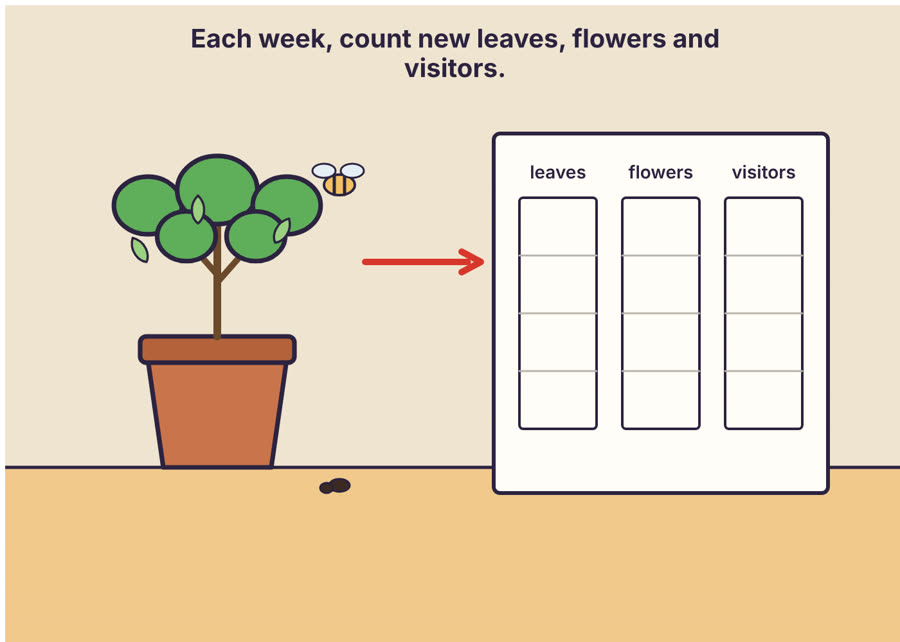 Each week, count new leaves, flowers and
visitors.
leaves flowers visitors